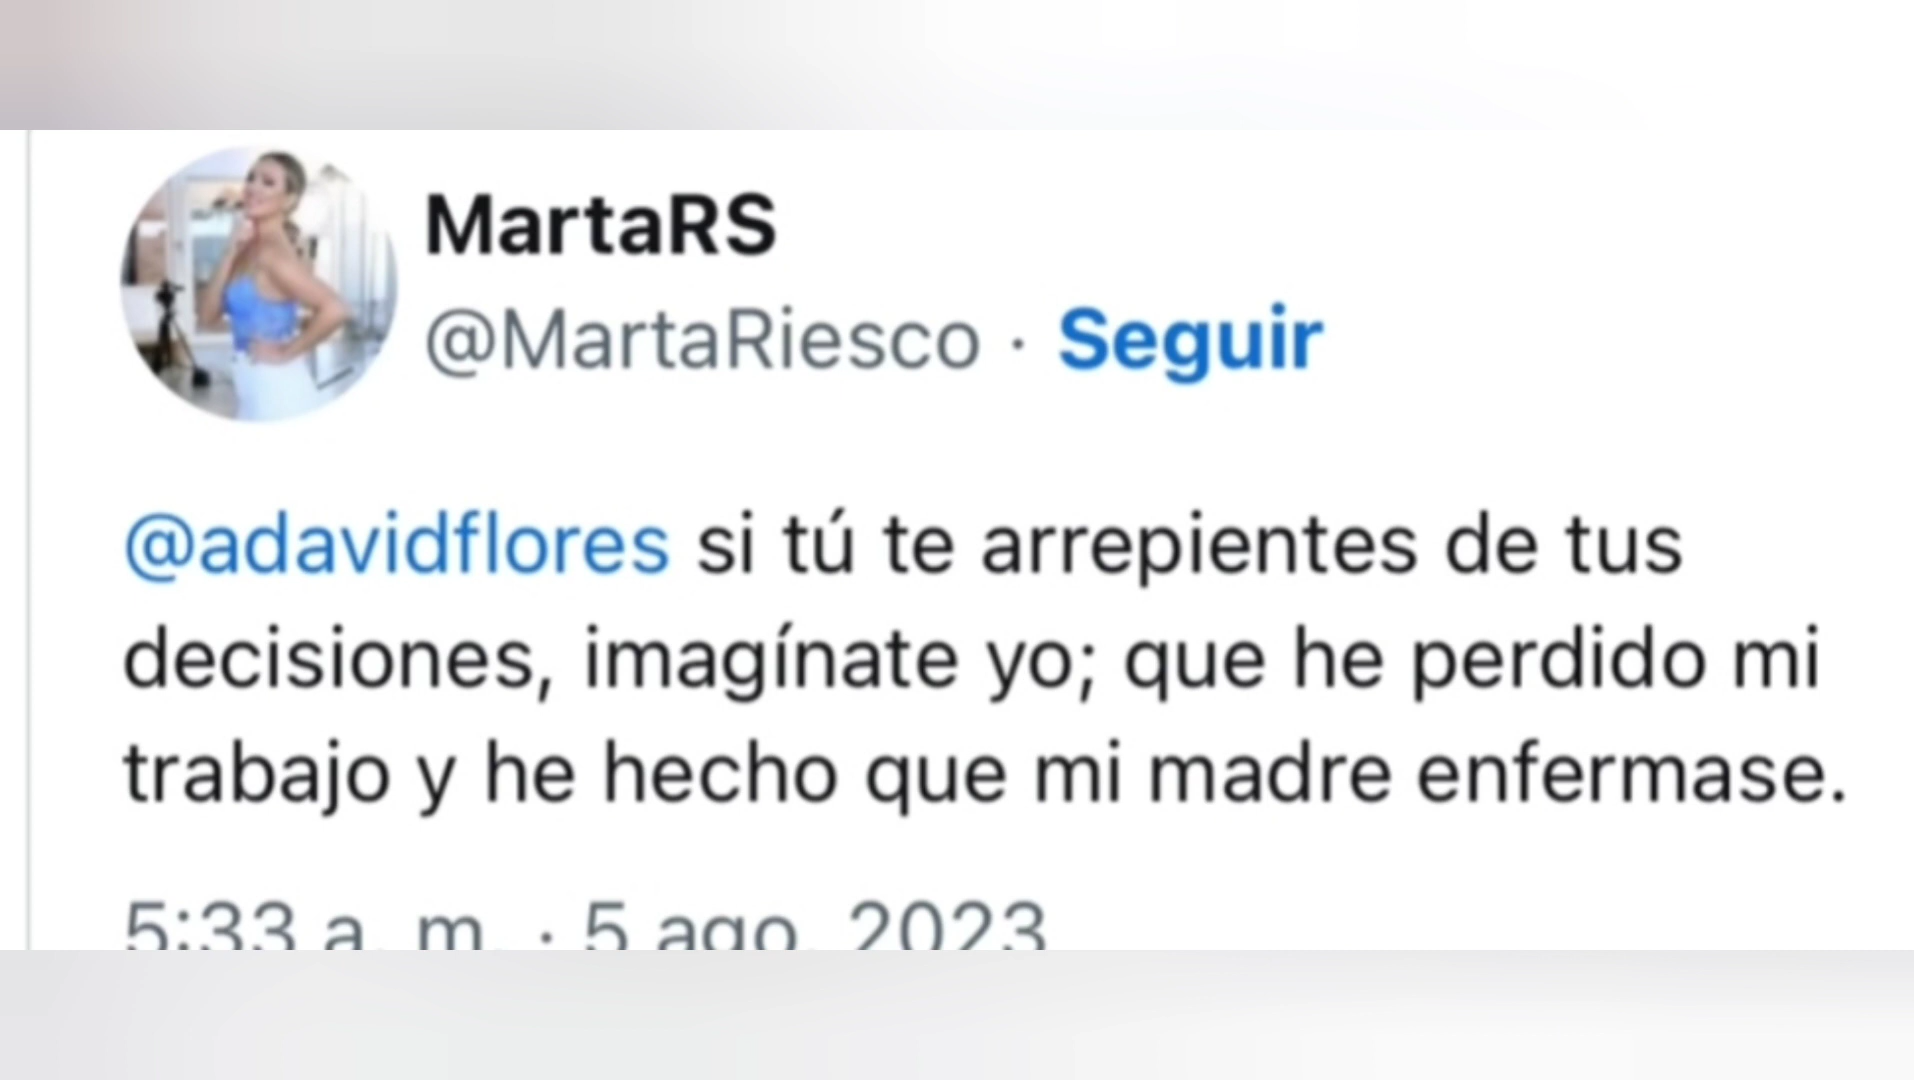 MartaRS
@MartaRiesco · Seguir
@adavidflores si tú te arrepientes de tus
decisiones, imagínate yo; que he perdido mi
trabajo y he hecho que mi madre enfermase.
5:33 a. m. · 5 ago. 2023